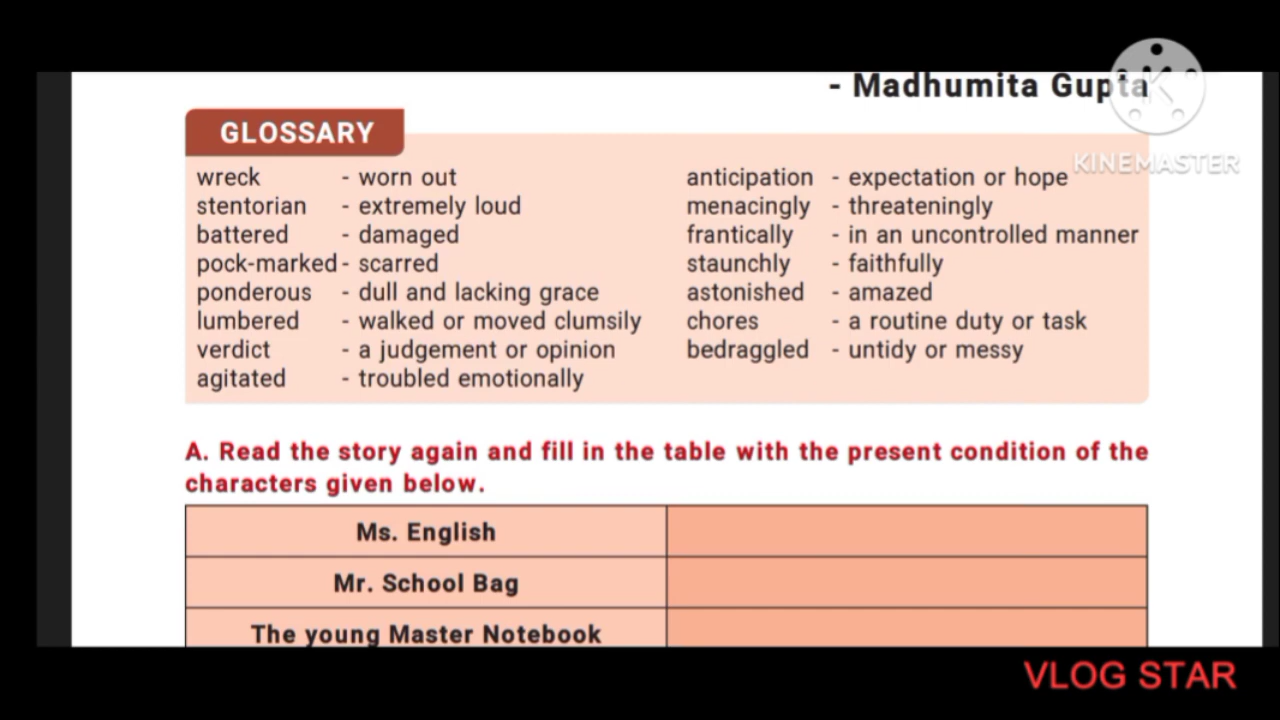 - Madhumita Gupta
KINEMASTER
GLOSSARY
wreck - worn out
stentorian - extremely loud
battered - damaged
pock-marked - scarred
ponderous - dull and lacking grace
lumbered - walked or moved clumsily
verdict - a judgement or opinion
agitated - troubled emotionally
anticipation - expectation or hope
menacingly - threateningly
frantically - in an uncontrolled manner
staunchly - faithfully
astonished - amazed
chores - a routine duty or task
bedraggled - untidy or messy
A. Read the story again and fill in the table with the present condition of the
characters given below.
Ms. English
Mr. School Bag
The young Master Notebook
VLOG STAR